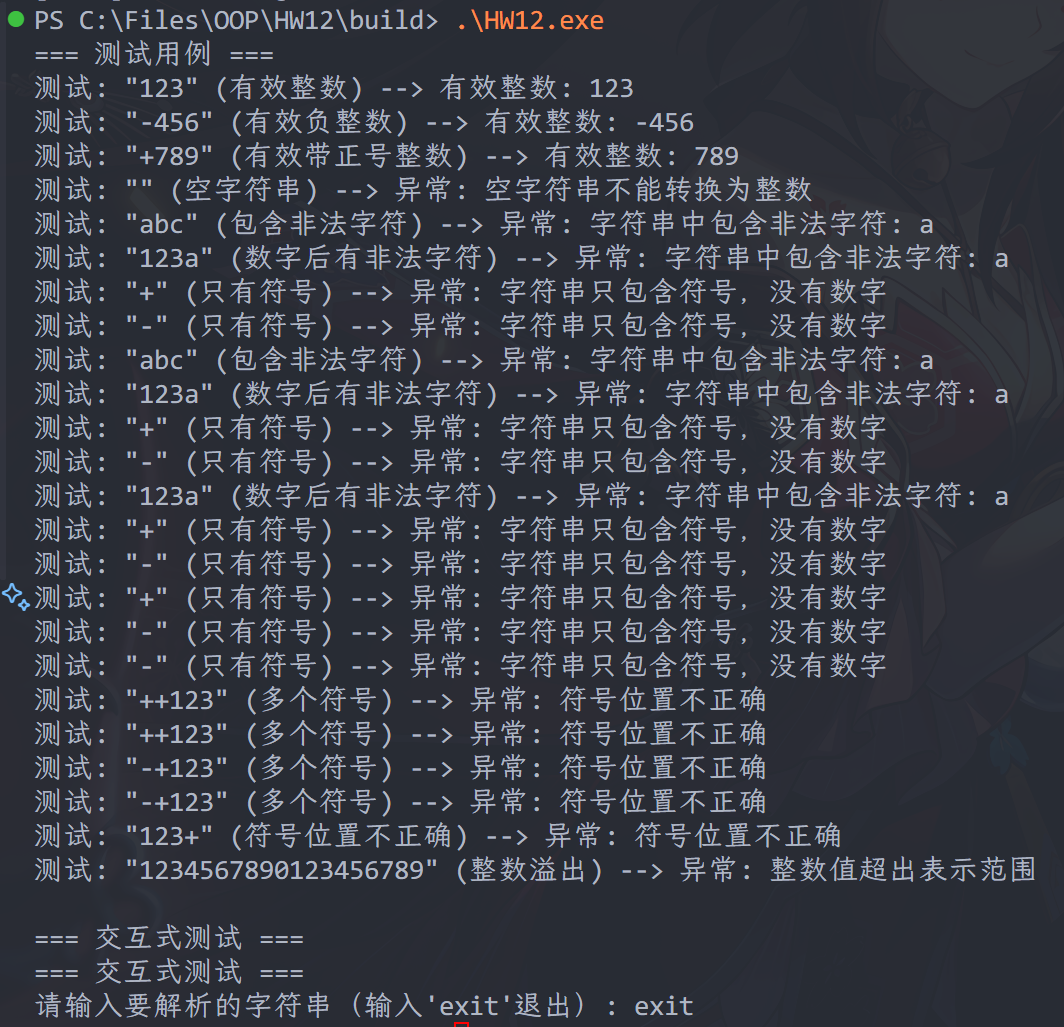 PS C:\Files\OOP\HW12\build> .\HW12.exe
=== 测试用例 ===
测试: "123" (有效整数) --> 有效整数: 123
测试: "-456" (有效负整数) --> 有效整数: -456
测试: "+789" (有效带正号整数) --> 有效整数: 789
测试: "" (空字符串) --> 异常: 空字符串不能转换为整数
测试: "abc" (包含非法字符) --> 异常: 字符串中包含非法字符: a
测试: "123a" (数字后有非法字符) --> 异常: 字符串中包含非法字符: a
测试: "+" (只有符号) --> 异常: 字符串只包含符号, 没有数字
测试: "-" (只有符号) --> 异常: 字符串只包含符号, 没有数字
测试: "abc" (包含非法字符) --> 异常: 字符串中包含非法字符: a
测试: "123a" (数字后有非法字符) --> 异常: 字符串中包含非法字符: a
测试: "+" (只有符号) --> 异常: 字符串只包含符号, 没有数字
测试: "-" (只有符号) --> 异常: 字符串只包含符号, 没有数字
测试: "123a" (数字后有非法字符) --> 异常: 字符串中包含非法字符: a
测试: "+" (只有符号) --> 异常: 字符串只包含符号, 没有数字
测试: "-" (只有符号) --> 异常: 字符串只包含符号, 没有数字
测试: "+" (只有符号) --> 异常: 字符串只包含符号, 没有数字
测试: "-" (只有符号) --> 异常: 字符串只包含符号, 没有数字
测试: "-" (只有符号) --> 异常: 字符串只包含符号, 没有数字
测试: "++123" (多个符号) --> 异常: 符号位置不正确
测试: "++123" (多个符号) --> 异常: 符号位置不正确
测试: "-+123" (多个符号) --> 异常: 符号位置不正确
测试: "-+123" (多个符号) --> 异常: 符号位置不正确
测试: "123+" (符号位置不正确) --> 异常: 符号位置不正确
测试: "1234567890123456789" (整数溢出) --> 异常: 整数值超出表示范围
=== 交互式测试 ===
=== 交互式测试 ===
请输入要解析的字符串（输入'exit'退出）: exit